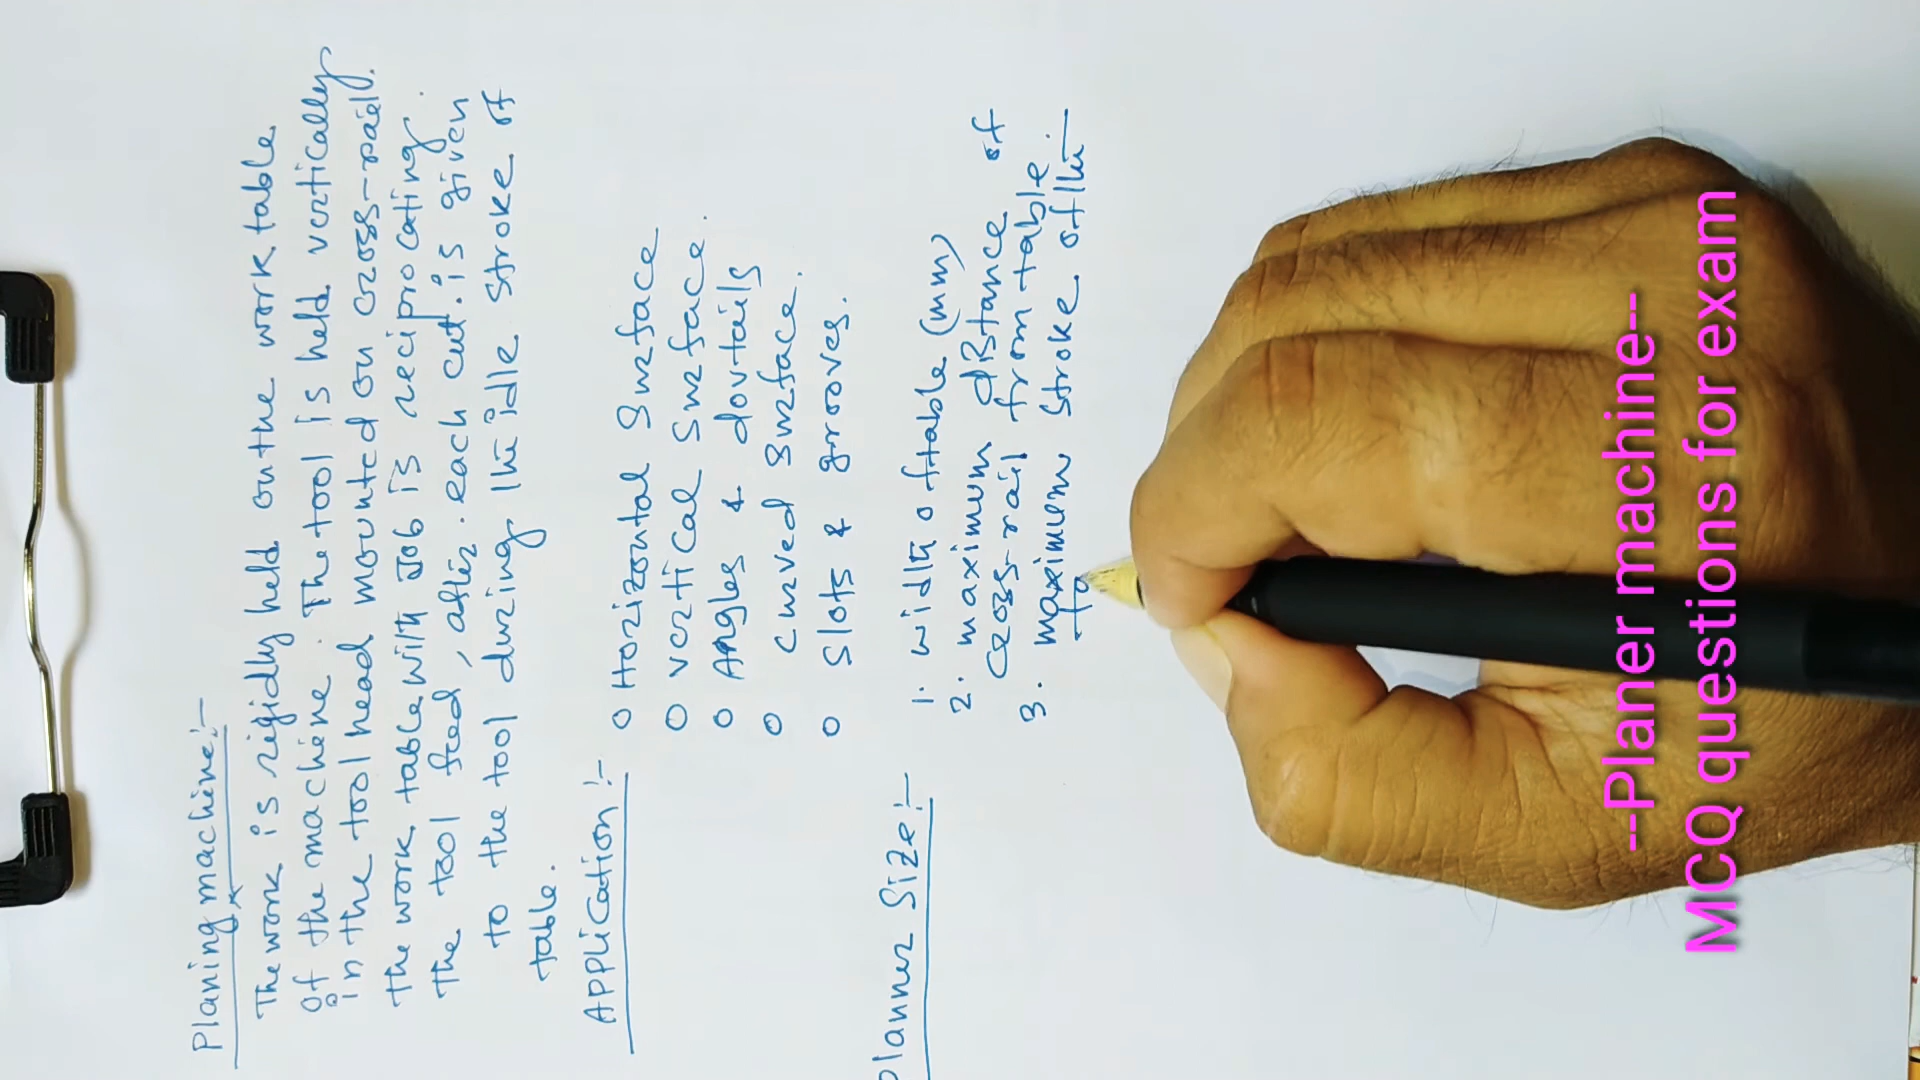 Planing machine:-
The work is rigidly held on the work table
of the machine. The tool is held vertically
in the tool head mounted on cross-rail.
The work table with Job is reciprocating.
The tool feed, after each cut is given
to the tool during the idle stroke of
table.
Application:-
o Horizontal Surface
o vertical Surface.
o Angles & dovtails
o curved surface.
o Slots & grooves.
Planner Size:-
1. width of table (mm)
2. maximum distance of
cross-rail from table.
3. maximum stroke of the
ta
--Planer machine--
MCQ questions for exam